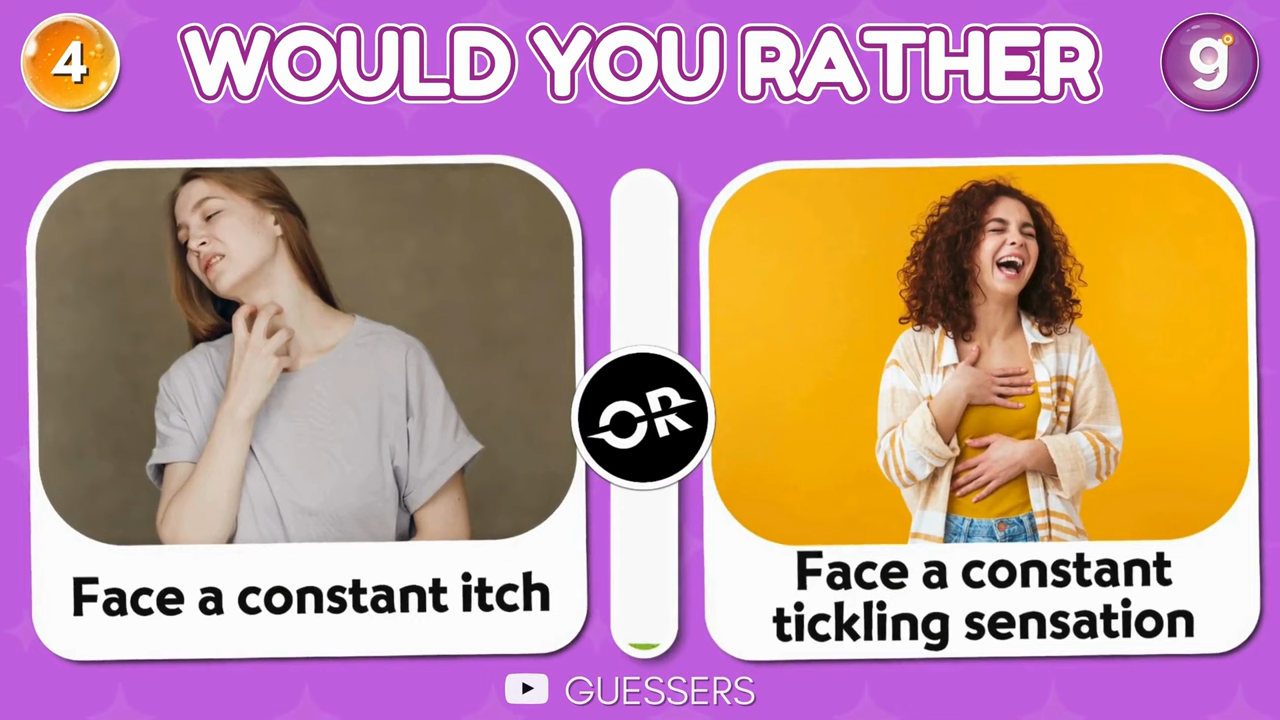 4
WOULD YOU RATHER
g
OR
Face a constant itch
Face a constant
tickling sensation
GUESSERS